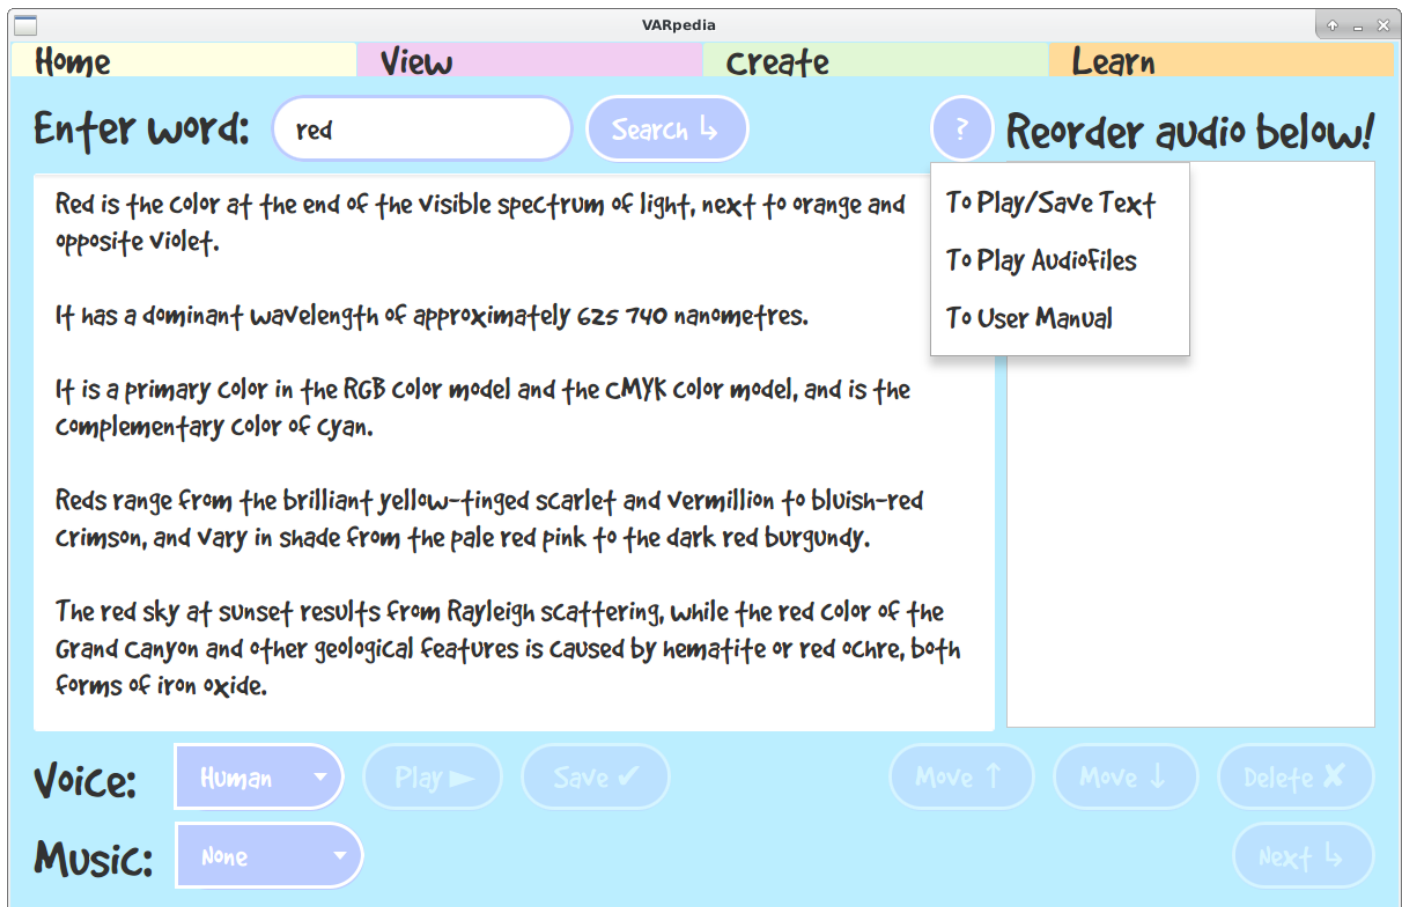 VARpedia
Home View Create Learn
Enter word: red Search ↳ ? Reorder audio below!
To Play/Save Text
To Play Audiofiles
To User Manual
Red is the color at the end of the visible spectrum of light, next to orange and
opposite violet.
It has a dominant wavelength of approximately 625 740 nanometres.
It is a primary color in the RGB color model and the CMYK color model, and is the
complementary color of cyan.
Reds range from the brilliant yellow-tinged scarlet and vermillion to bluish-red
crimson, and vary in shade from the pale red pink to the dark red burgundy.
The red sky at sunset results from Rayleigh scattering, while the red color of the
Grand Canyon and other geological features is caused by hematite or red ochre, both
forms of iron oxide.
Voice: Human Play ► Save ✔ Move ↑ Move ↓ Delete ✘
Music: None Next ↳